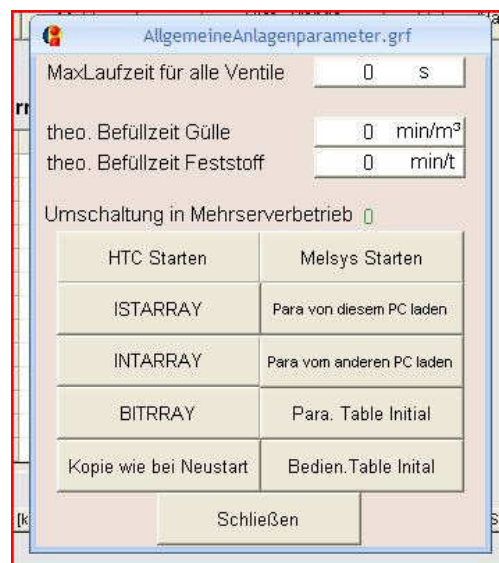 AllgemeineAnlagenparameter.grf
MaxLaufzeit für alle Ventile 0 s
theo. Befüllzeit Gülle 0 min/m³
theo. Befüllzeit Feststoff 0 min/t
Umschaltung in Mehrserverbetrieb 0
HTC Starten Melsys Starten
ISTARRAY Para von diesem PC laden
INTARRAY Para vom anderen PC laden
BITRRAY Para. Table Initial
Kopie wie bei Neustart Bedien.Table Inital
Schließen